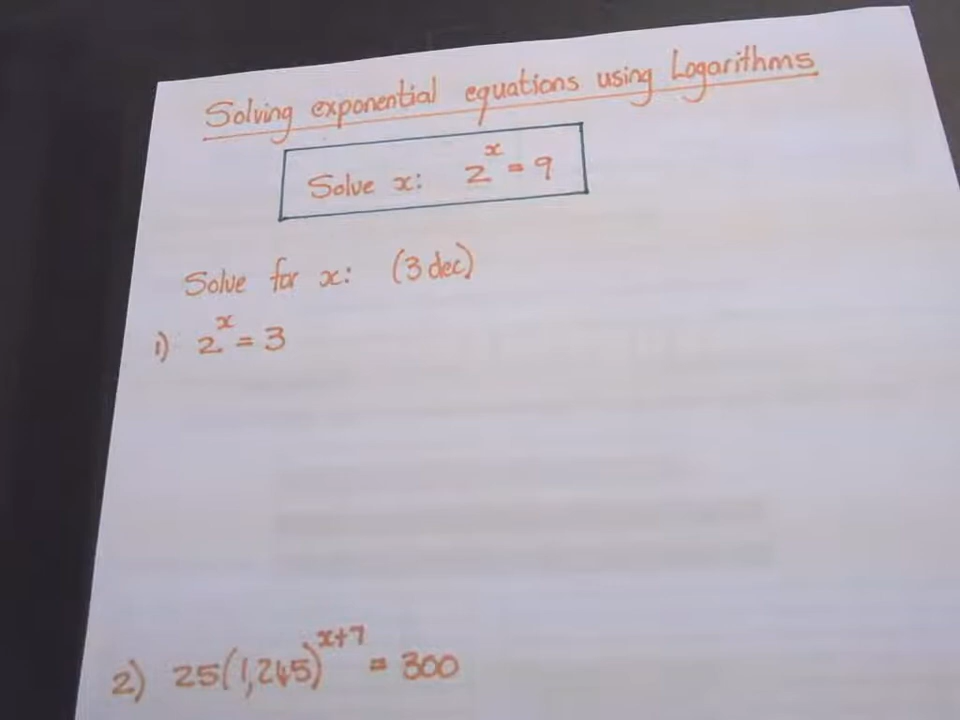 Solving exponential equations using Logarithms
Solve x: 2^x = 9
Solve for x: (3 dec)
1) 2^x = 3
2) 25(1,245)^x+7 = 300